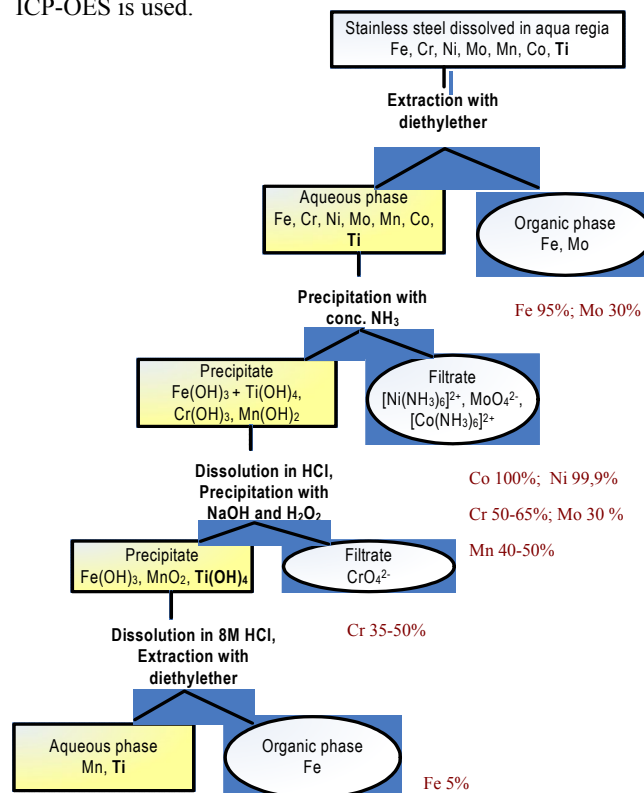 ICP-OES is used.
Stainless steel dissolved in aqua regia
Fe, Cr, Ni, Mo, Mn, Co, Ti
Extraction with
diethylether
Aqueous phase
Fe, Cr, Ni, Mo, Mn, Co,
Ti
Organic phase
Fe, Mo
Fe 95%; Mo 30%
Precipitation with
conc. NH₃
Precipitate
Fe(OH)₃ + Ti(OH)₄,
Cr(OH)₃, Mn(OH)₂
Filtrate
[Ni(NH₃)₆]²⁺, MoO₄²⁻,
[Co(NH₃)₆]²⁺
Co 100%; Ni 99,9%
Cr 50-65%; Mo 30 %
Mn 40-50%
Dissolution in HCl,
Precipitation with
NaOH and H₂O₂
Precipitate
Fe(OH)₃, MnO₂, Ti(OH)₄
Filtrate
CrO₄²⁻
Cr 35-50%
Dissolution in 8M HCl,
Extraction with
diethylether
Aqueous phase
Mn, Ti
Organic phase
Fe
Fe 5%